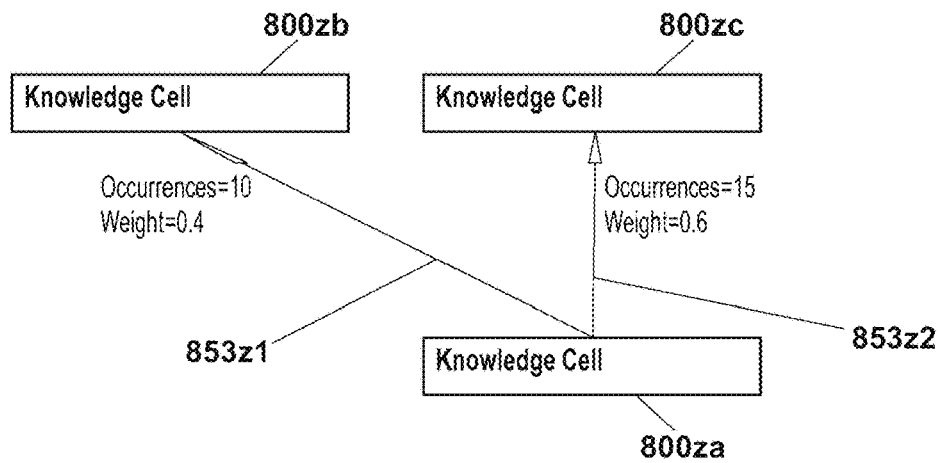 800zb
800zc
Knowledge Cell
Knowledge Cell
Occurrences=10
Weight=0.4
Occurrences=15
Weight=0.6
853z1
853z2
Knowledge Cell
800za